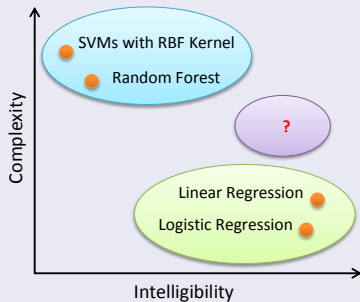 SVMs with RBF Kernel
Random Forest
?
Linear Regression
Logistic Regression
Complexity
Intelligibility